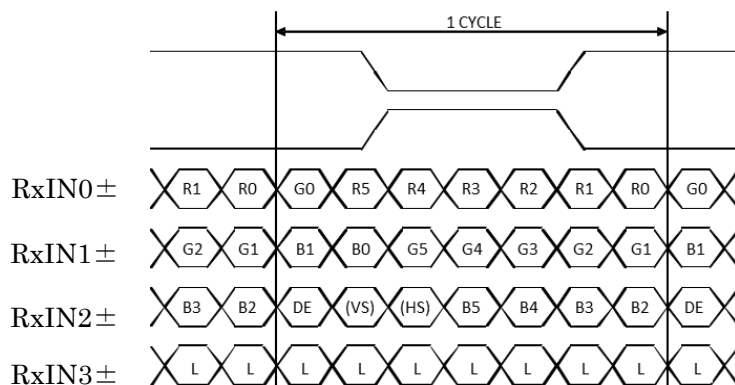 1 CYCLE
RxIN0± R1 R0 G0 R5 R4 R3 R2 R1 R0 G0
RxIN1± G2 G1 B1 B0 G5 G4 G3 G2 G1 B1
RxIN2± B3 B2 DE (VS) (HS) B5 B4 B3 B2 DE
RxIN3± L L L L L L L L L L